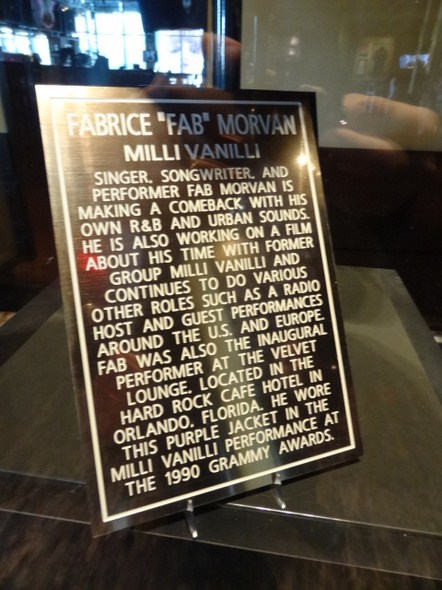 FABRICE "FAB" MORVAN
MILLI VANILLI
SINGER, SONGWRITER, AND
PERFORMER FAB MORVAN IS
MAKING A COMEBACK WITH HIS
OWN R&B AND URBAN SOUNDS.
HE IS ALSO WORKING ON A FILM
ABOUT HIS TIME WITH FORMER
GROUP MILLI VANILLI AND
CONTINUES TO DO VARIOUS
OTHER ROLES SUCH AS A RADIO
HOST AND GUEST PERFORMANCES
AROUND THE U.S. AND EUROPE.
FAB WAS ALSO THE INAUGURAL
PERFORMER AT THE VELVET
LOUNGE, LOCATED IN THE
HARD ROCK CAFE HOTEL IN
ORLANDO, FLORIDA. HE WORE
THIS PURPLE JACKET IN THE
MILLI VANILLI PERFORMANCE AT
THE 1990 GRAMMY AWARDS.